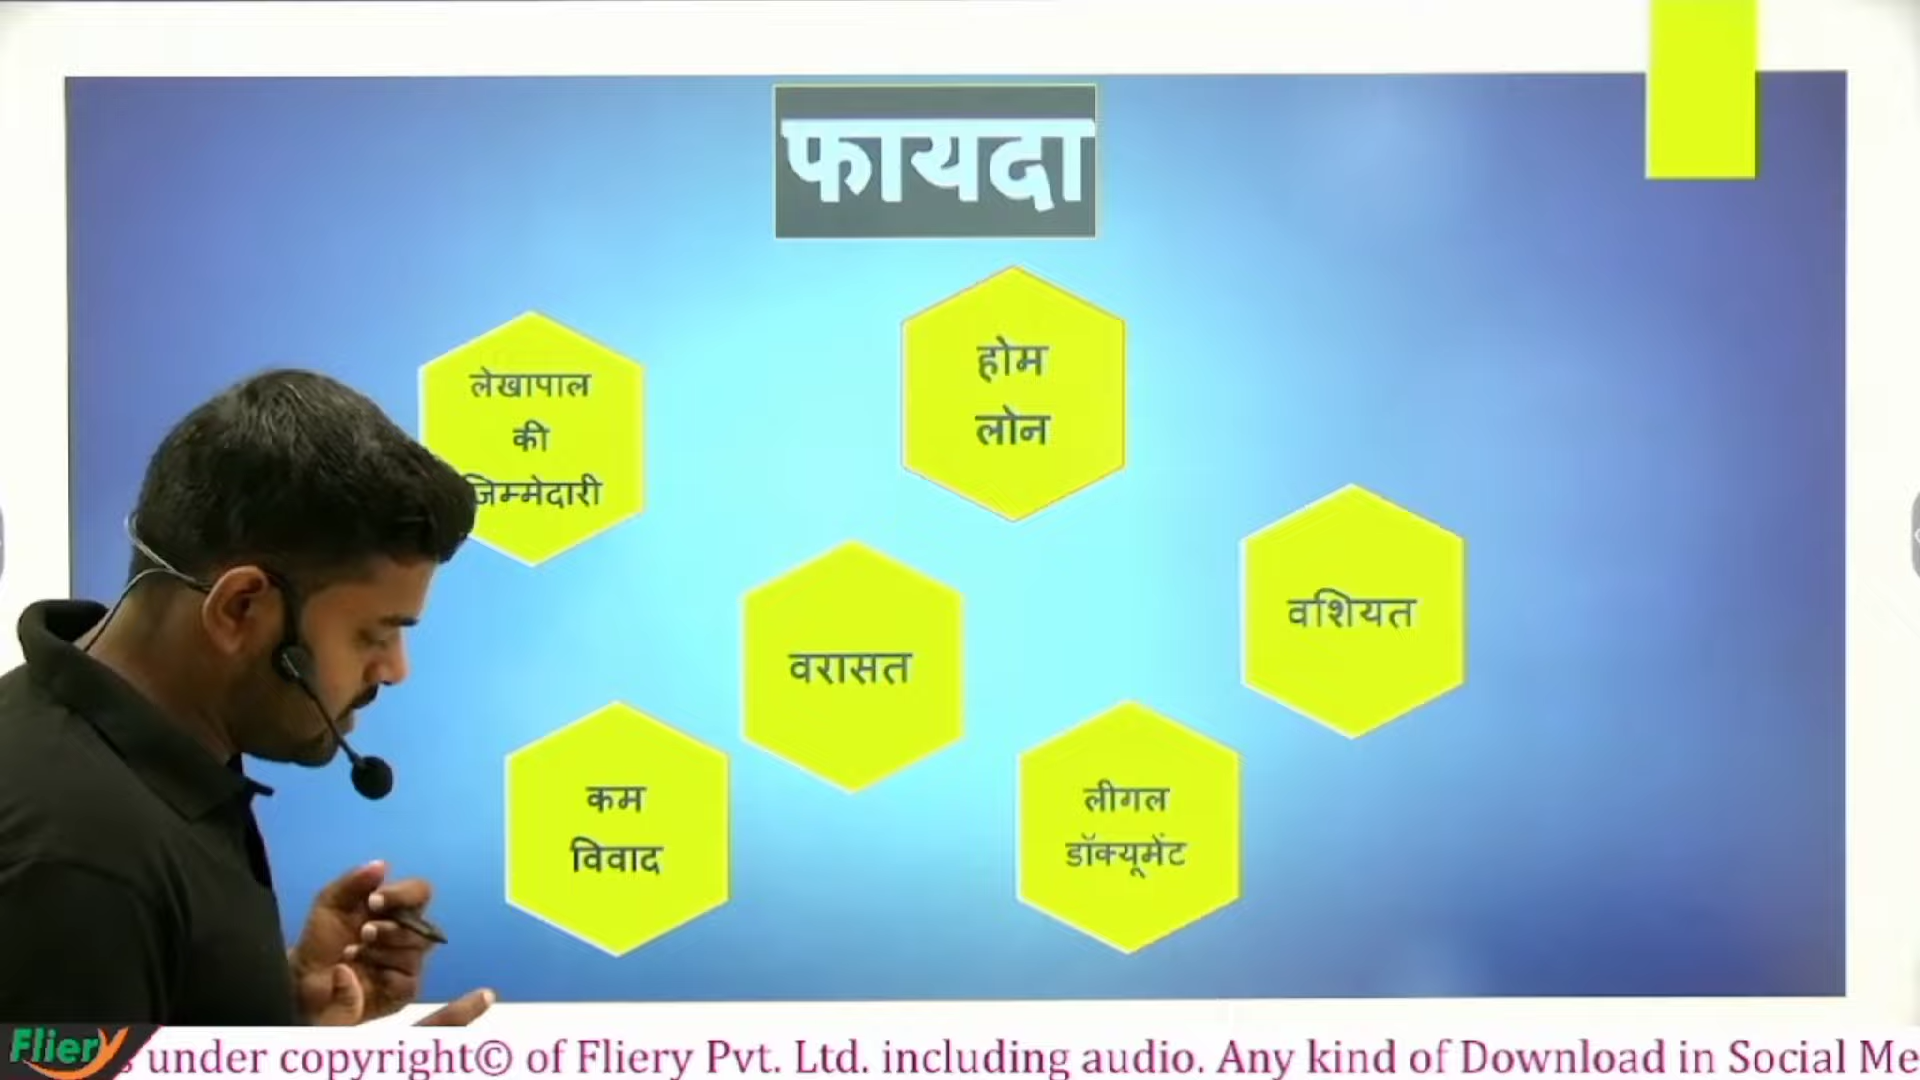 फायदा
लेखापाल
की
जिम्मेदारी
होम
लोन
वशियत
वरासत
कम
विवाद
लीगल
डॉक्यूमेंट
Fliery
under copyright© of Fliery Pvt. Ltd. including audio. Any kind of Download in Social Me